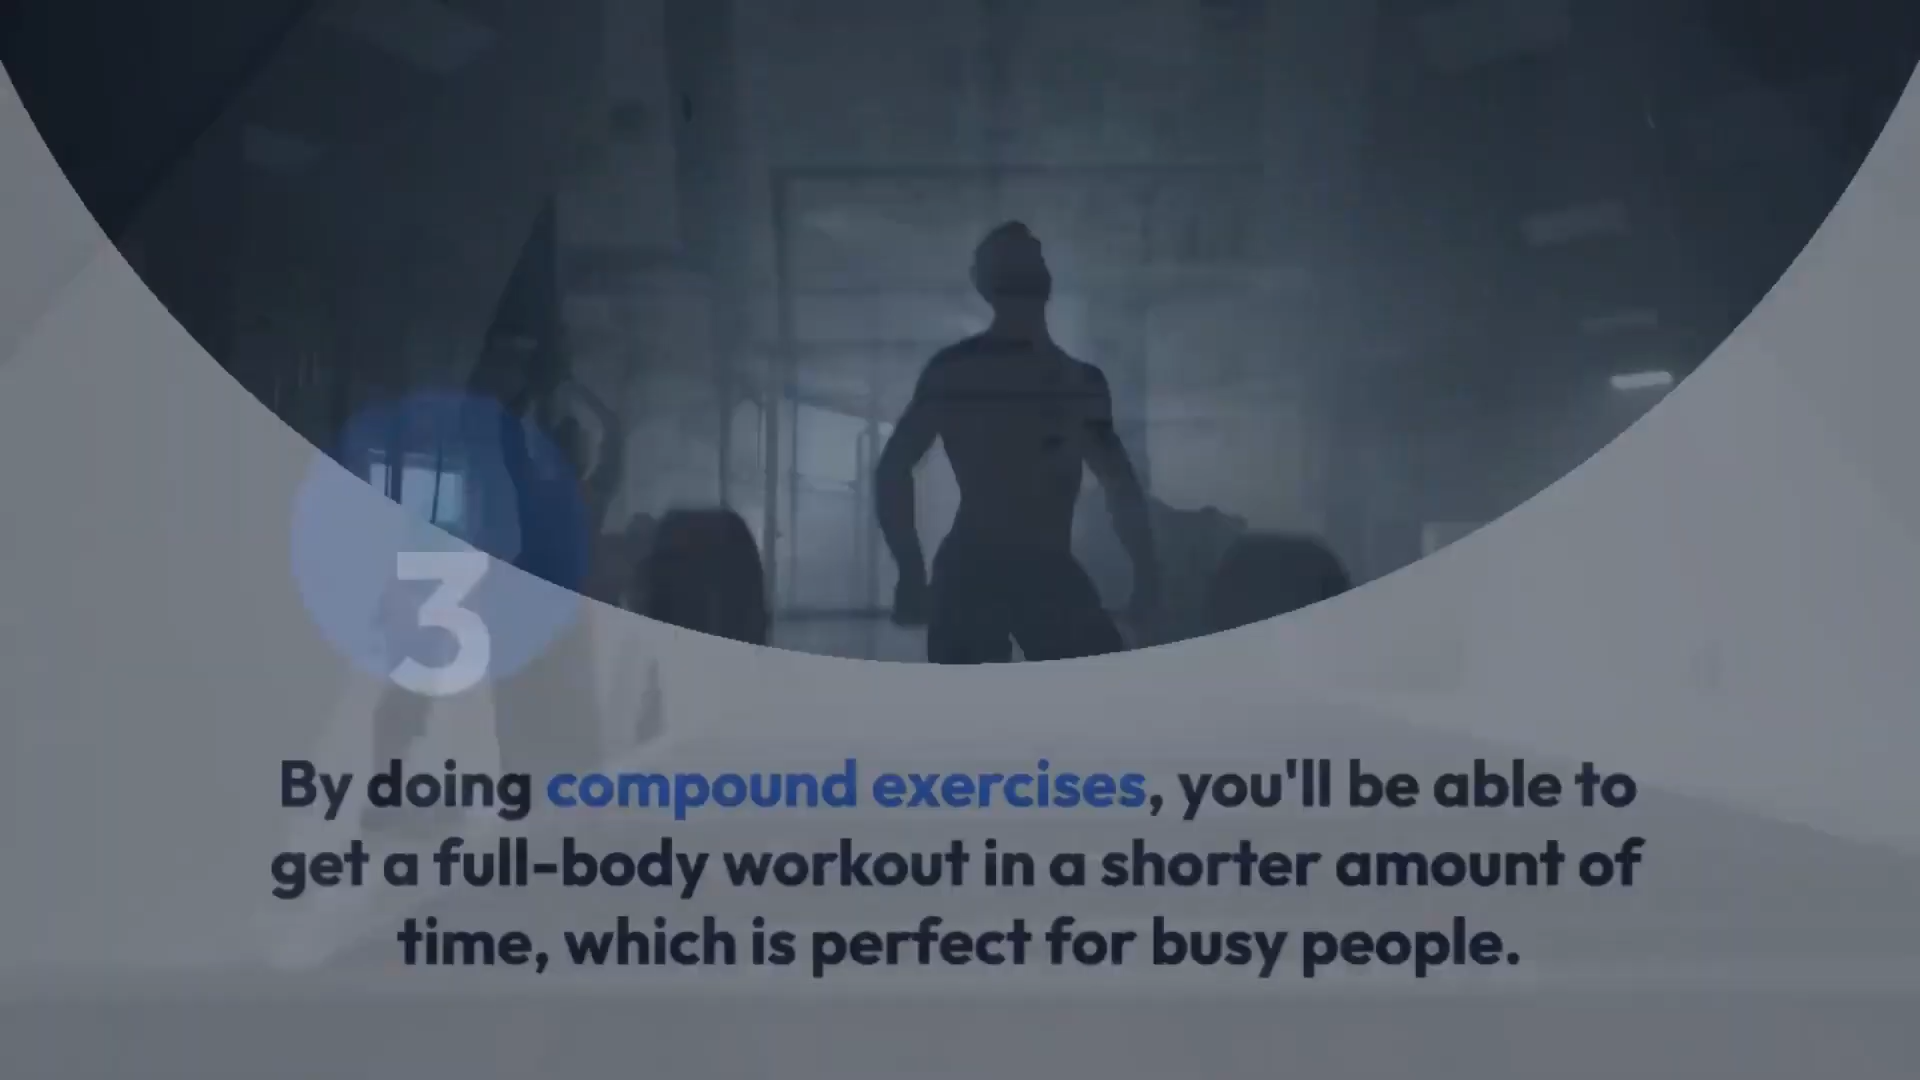 3
By doing compound exercises, you'll be able to
get a full-body workout in a shorter amount of
time, which is perfect for busy people.